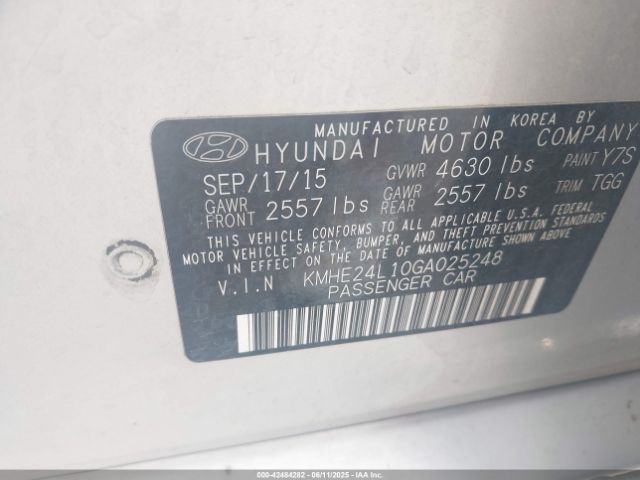 MANUFACTURED IN KOREA BY
HYUNDAI MOTOR COMPANY
SEP/17/15 GVWR 4630 lbs PAINT Y7S
GAWR FRONT 2557 lbs GAWR REAR 2557 lbs TRIM TGG
THIS VEHICLE CONFORMS TO ALL APPLICABLE U.S.A. FEDERAL
MOTOR VEHICLE SAFETY, BUMPER, AND THEFT PREVENTION STANDARDS
IN EFFECT ON THE DATE OF MANUFACTURE SHOWN ABOVE.
V.I.N KMHE24L10GA025248
PASSENGER CAR
000-42484282 - 06/11/2025 - IAA Inc.